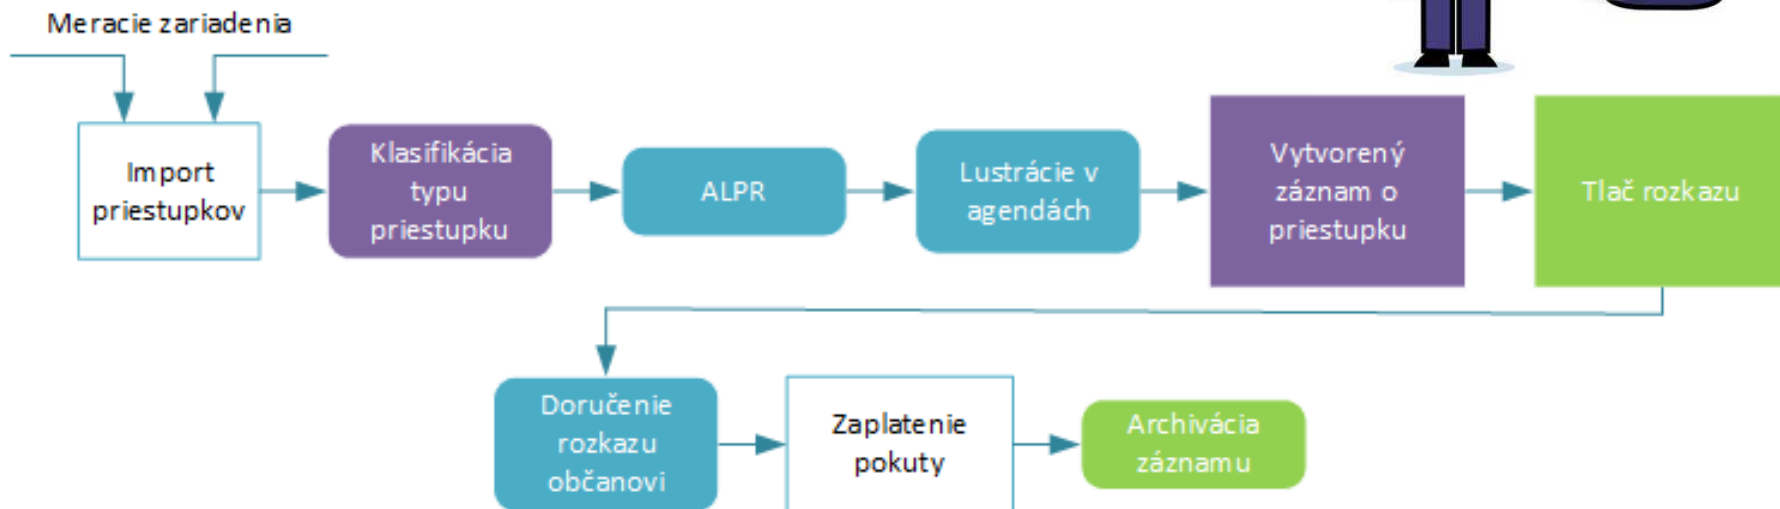 Meracie zariadenia
Import
priestupkov
Klasifikácia
typu
priestupku
ALPR
Lustrácie v
agendách
Vytvorený
záznam o
priestupku
Tlač rozkazu
Doručenie
rozkazu
občanovi
Zaplatenie
pokuty
Archivácia
záznamu